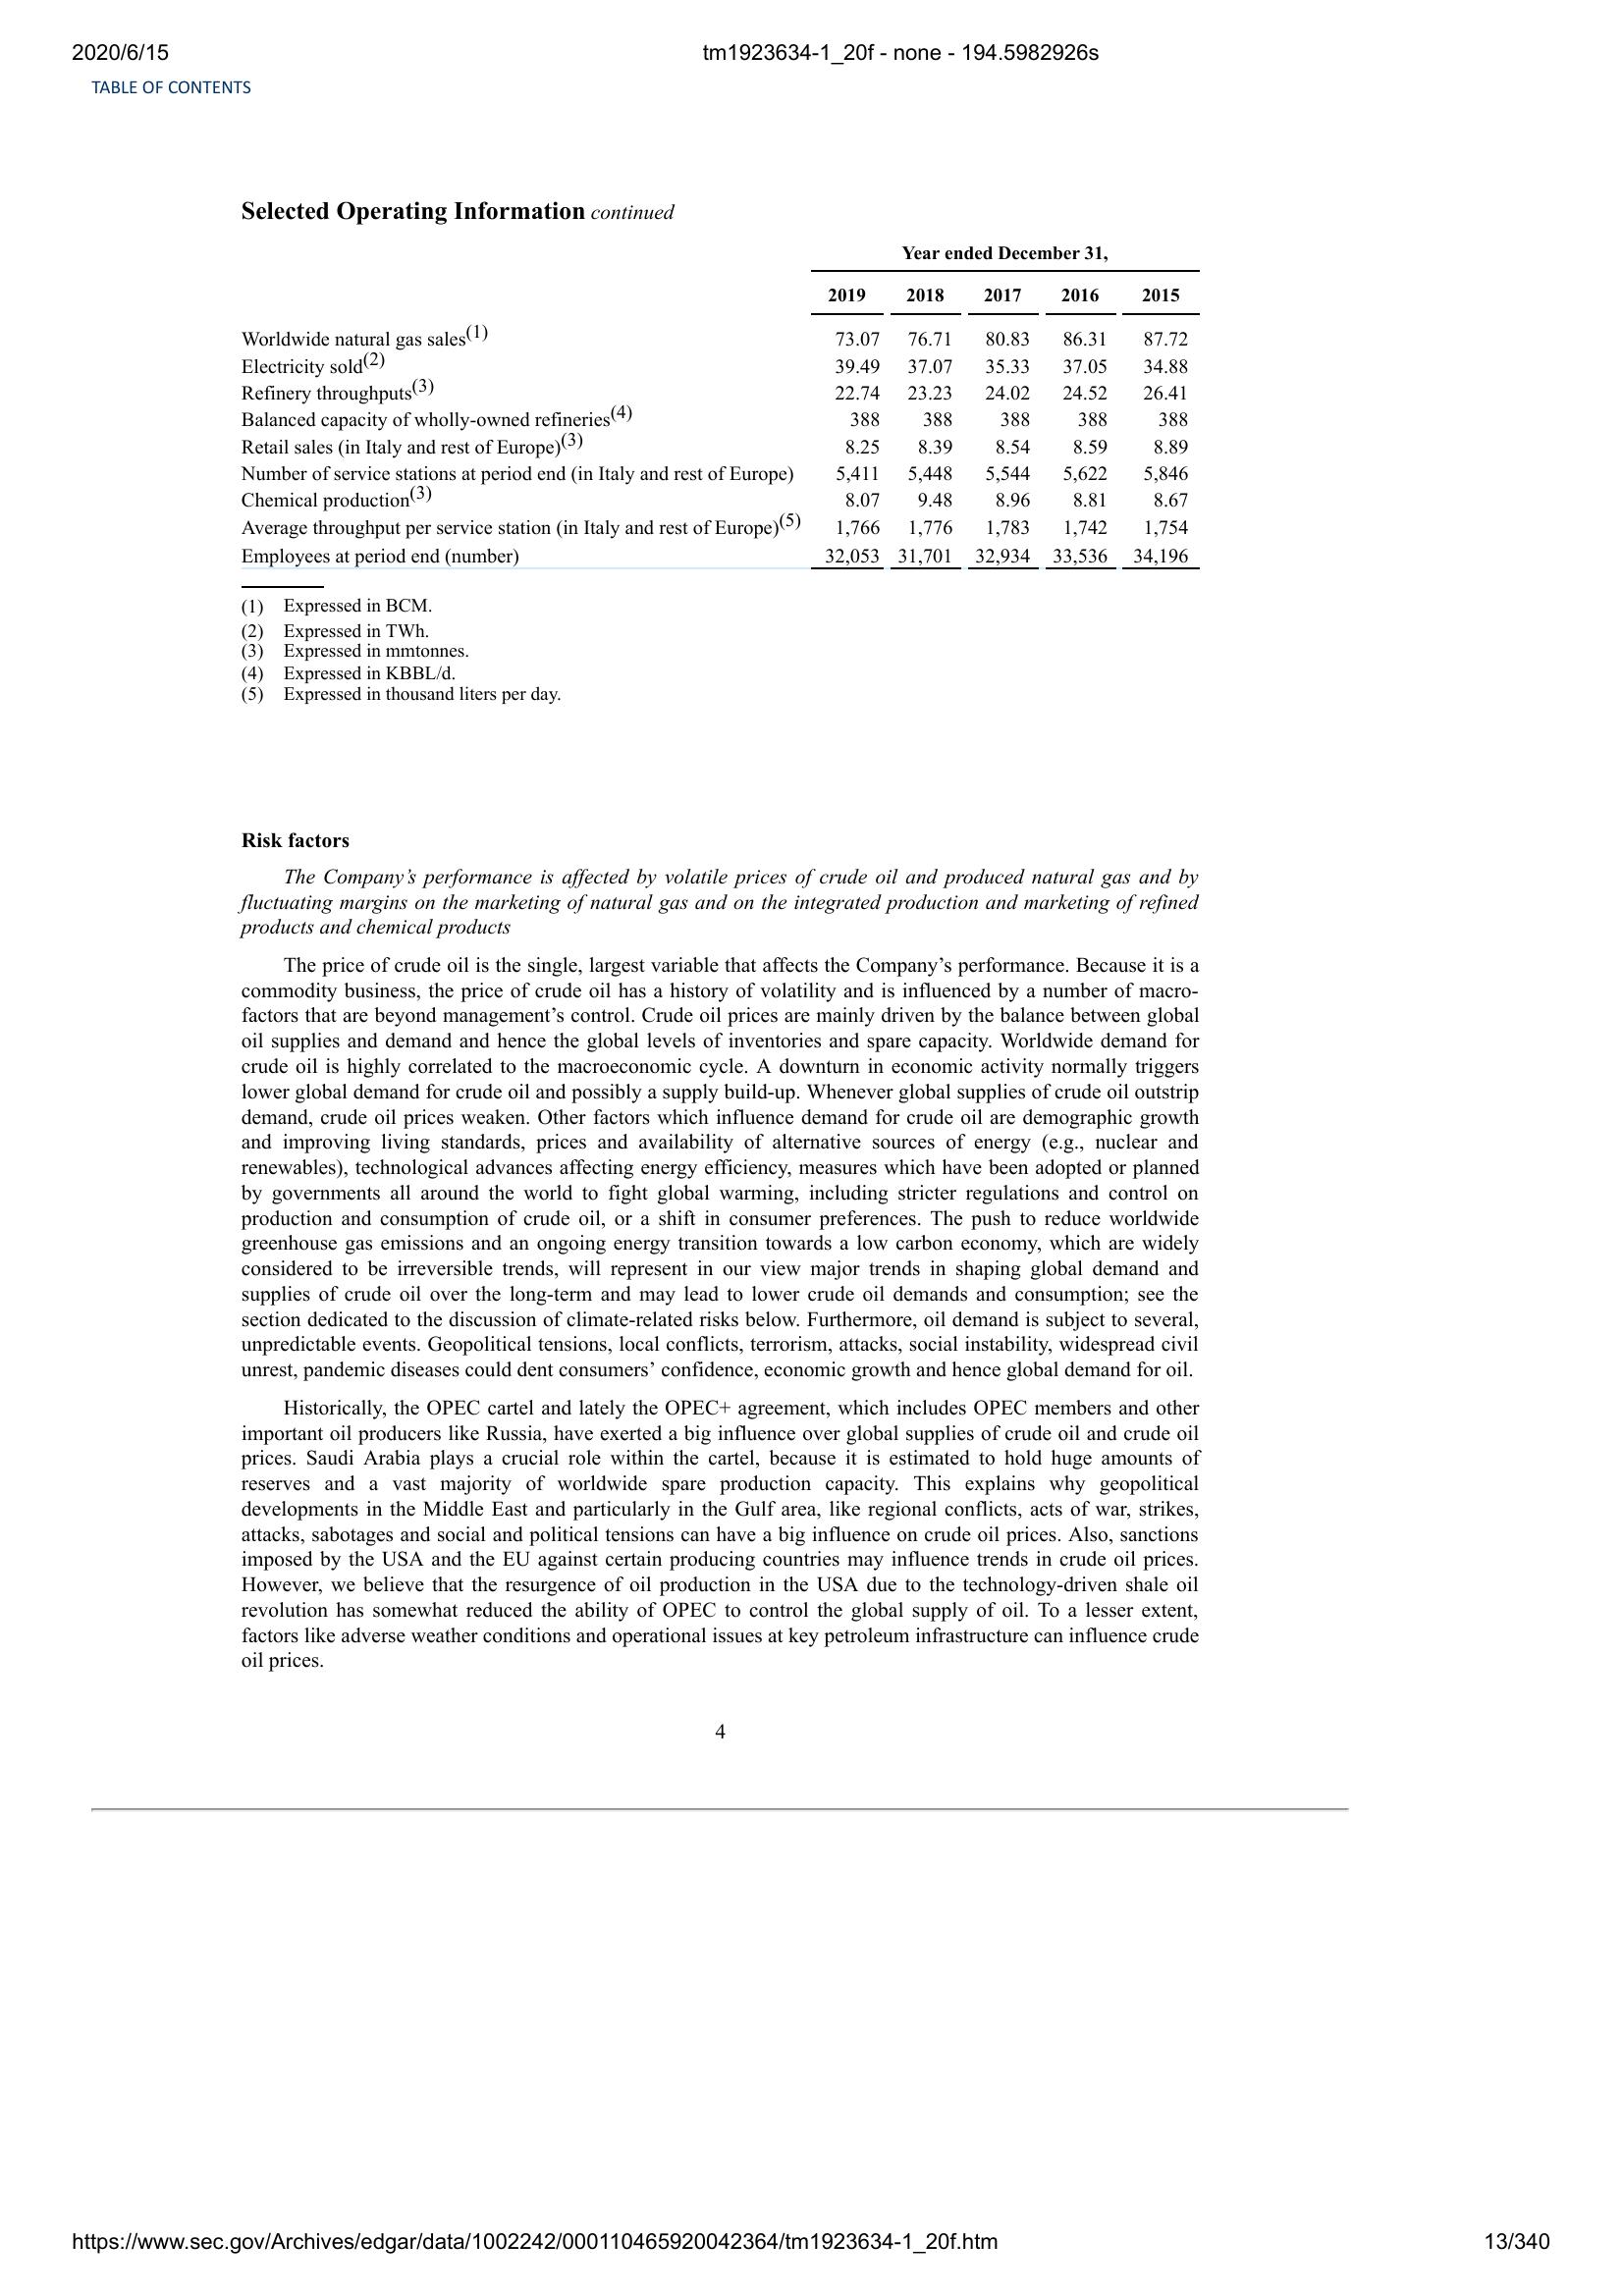 2020/6/15 tm1923634-1_20f - none - 194.5982926s
TABLE OF CONTENTS
Selected Operating Information continued
Year ended December 31,
2019 2018 2017 2016 2015
Worldwide natural gas sales(1) 73.07 76.71 80.83 86.31 87.72
Electricity sold(2) 39.49 37.07 35.33 37.05 34.88
Refinery throughputs(3) 22.74 23.23 24.02 24.52 26.41
Balanced capacity of wholly-owned refineries(4) 388 388 388 388 388
Retail sales (in Italy and rest of Europe)(3) 8.25 8.39 8.54 8.59 8.89
Number of service stations at period end (in Italy and rest of Europe) 5,411 5,448 5,544 5,622 5,846
Chemical production(3) 8.07 9.48 8.96 8.81 8.67
Average throughput per service station (in Italy and rest of Europe)(5) 1,766 1,776 1,783 1,742 1,754
Employees at period end (number) 32,053 31,701 32,934 33,536 34,196
(1) Expressed in BCM.
(2) Expressed in TWh.
(3) Expressed in mmtonnes.
(4) Expressed in KBBL/d.
(5) Expressed in thousand liters per day.
Risk factors
The Company’s performance is affected by volatile prices of crude oil and produced natural gas and by
fluctuating margins on the marketing of natural gas and on the integrated production and marketing of refined
products and chemical products
The price of crude oil is the single, largest variable that affects the Company’s performance. Because it is a
commodity business, the price of crude oil has a history of volatility and is influenced by a number of macro-
factors that are beyond management’s control. Crude oil prices are mainly driven by the balance between global
oil supplies and demand and hence the global levels of inventories and spare capacity. Worldwide demand for
crude oil is highly correlated to the macroeconomic cycle. A downturn in economic activity normally triggers
lower global demand for crude oil and possibly a supply build-up. Whenever global supplies of crude oil outstrip
demand, crude oil prices weaken. Other factors which influence demand for crude oil are demographic growth
and improving living standards, prices and availability of alternative sources of energy (e.g., nuclear and
renewables), technological advances affecting energy efficiency, measures which have been adopted or planned
by governments all around the world to fight global warming, including stricter regulations and control on
production and consumption of crude oil, or a shift in consumer preferences. The push to reduce worldwide
greenhouse gas emissions and an ongoing energy transition towards a low carbon economy, which are widely
considered to be irreversible trends, will represent in our view major trends in shaping global demand and
supplies of crude oil over the long-term and may lead to lower crude oil demands and consumption; see the
section dedicated to the discussion of climate-related risks below. Furthermore, oil demand is subject to several,
unpredictable events. Geopolitical tensions, local conflicts, terrorism, attacks, social instability, widespread civil
unrest, pandemic diseases could dent consumers’ confidence, economic growth and hence global demand for oil.
Historically, the OPEC cartel and lately the OPEC+ agreement, which includes OPEC members and other
important oil producers like Russia, have exerted a big influence over global supplies of crude oil and crude oil
prices. Saudi Arabia plays a crucial role within the cartel, because it is estimated to hold huge amounts of
reserves and a vast majority of worldwide spare production capacity. This explains why geopolitical
developments in the Middle East and particularly in the Gulf area, like regional conflicts, acts of war, strikes,
attacks, sabotages and social and political tensions can have a big influence on crude oil prices. Also, sanctions
imposed by the USA and the EU against certain producing countries may influence trends in crude oil prices.
However, we believe that the resurgence of oil production in the USA due to the technology-driven shale oil
revolution has somewhat reduced the ability of OPEC to control the global supply of oil. To a lesser extent,
factors like adverse weather conditions and operational issues at key petroleum infrastructure can influence crude
oil prices.
4
https://www.sec.gov/Archives/edgar/data/1002242/000110465920042364/tm1923634-1_20f.htm 13/340